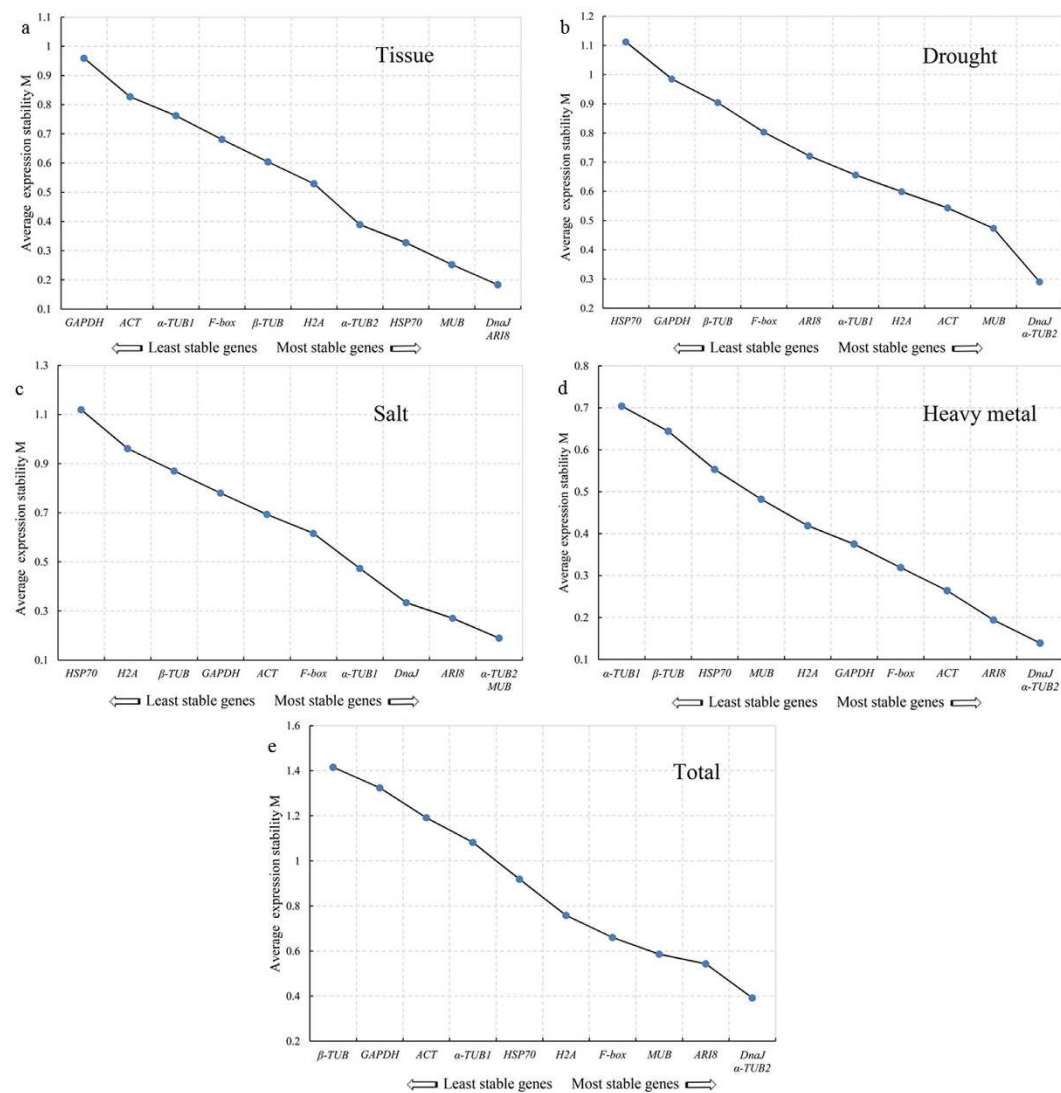 a
Tissue
Average expression stability M
1.1
1
0.9
0.8
0.7
0.6
0.5
0.4
0.3
0.2
0.1
GAPDH ACT α-TUB1 F-box β-TUB H2A α-TUB2 HSP70 MUB DnaJ
ARI8
Least stable genes Most stable genes
b
Drought
Average expression stability M
1.2
1.1
1
0.9
0.8
0.7
0.6
0.5
0.4
0.3
0.2
HSP70 GAPDH β-TUB F-box ARI8 α-TUB1 H2A ACT MUB DnaJ
α-TUB2
Least stable genes Most stable genes
c
Salt
Average expression stability M
1.3
1.1
0.9
0.7
0.5
0.3
0.1
HSP70 H2A β-TUB GAPDH ACT F-box α-TUB1 DnaJ ARI8 α-TUB2
MUB
Least stable genes Most stable genes
d
Heavy metal
Average expression stability M
0.8
0.7
0.6
0.5
0.4
0.3
0.2
0.1
α-TUB1 β-TUB HSP70 MUB H2A GAPDH F-box ACT ARI8 DnaJ
α-TUB2
Least stable genes Most stable genes
e
Total
Average expression stability M
1.6
1.4
1.2
1
0.8
0.6
0.4
0.2
β-TUB GAPDH ACT α-TUB1 HSP70 H2A F-box MUB ARI8 DnaJ
α-TUB2
Least stable genes Most stable genes